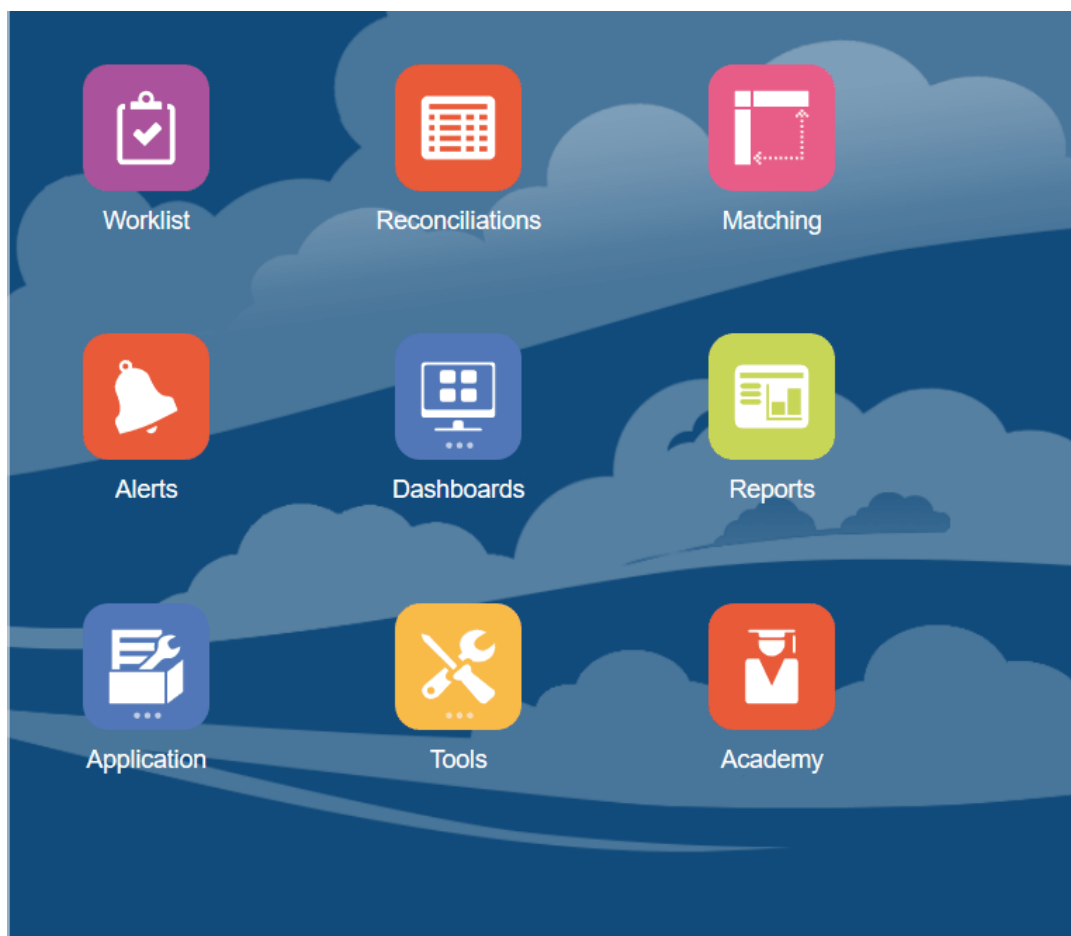 Worklist
Reconciliations
Matching
Alerts
Dashboards
Reports
Application
Tools
Academy